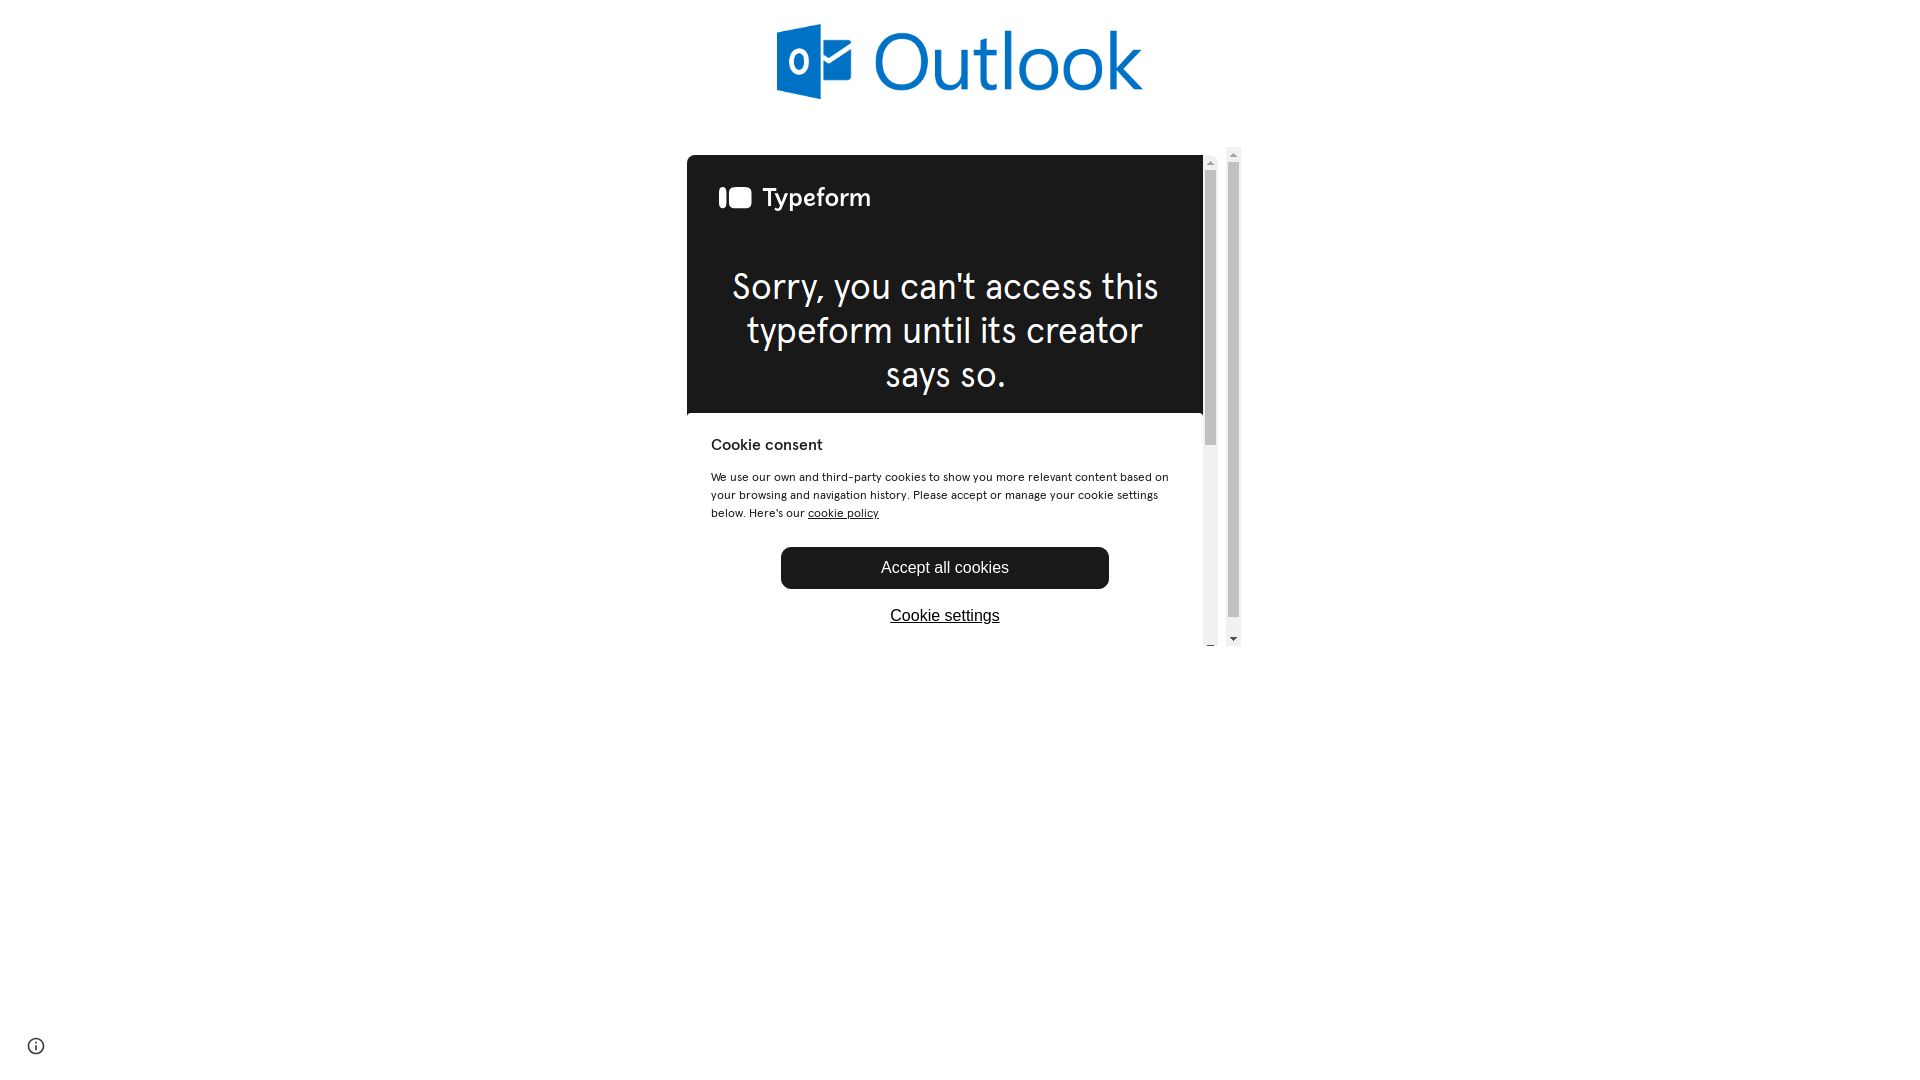 Outlook
Typeform
Sorry, you can't access this
typeform until its creator
says so.
Cookie consent
We use our own and third-party cookies to show you more relevant content based on
your browsing and navigation history. Please accept or manage your cookie settings
below. Here's our cookie policy
Accept all cookies
Cookie settings